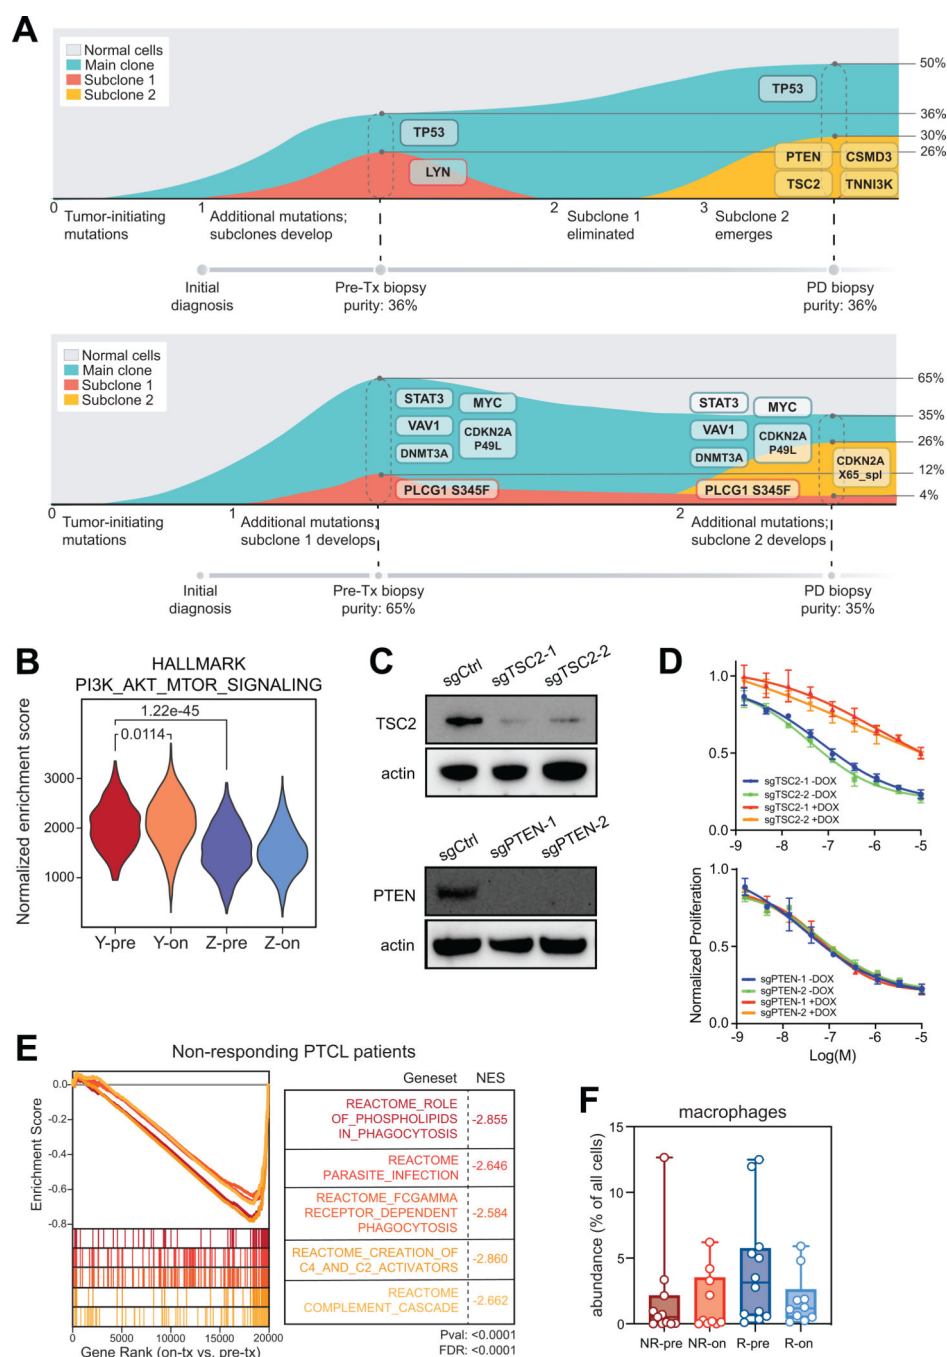 A
Normal cells
Main clone
Subclone 1
Subclone 2
50%
36%
30%
26%
TP53
LYN
TP53
PTEN
CSMD3
TSC2
TNNI3K
0
1
2
3
Tumor-initiating
mutations
Additional mutations;
subclones develop
Subclone 1
eliminated
Subclone 2
emerges
Initial
diagnosis
Pre-Tx biopsy
purity: 36%
PD biopsy
purity: 36%
Normal cells
Main clone
Subclone 1
Subclone 2
65%
35%
26%
12%
4%
STAT3
MYC
VAV1
CDKN2A
P49L
DNMT3A
PLCG1 S345F
STAT3
MYC
VAV1
CDKN2A
P49L
DNMT3A
PLCG1 S345F
CDKN2A
X65_spl
0
1
2
Tumor-initiating
mutations
Additional mutations;
subclone 1 develops
Additional mutations;
subclone 2 develops
Initial
diagnosis
Pre-Tx biopsy
purity: 65%
PD biopsy
purity: 35%
B
HALLMARK
PI3K_AKT_MTOR_SIGNALING
Normalized enrichment score
1.22e-45
0.0114
3000
2000
1000
Y-pre
Y-on
Z-pre
Z-on
C
sgCtrl
sgTSC2-1
sgTSC2-2
TSC2
actin
sgCtrl
sgPTEN-1
sgPTEN-2
PTEN
actin
D
1.0
0.5
1.0
sgTSC2-1 -DOX
sgTSC2-2 -DOX
sgTSC2-1 +DOX
sgTSC2-2 +DOX
-9 -8 -7 -6 -5
Normalized Proliferation
1.0
0.5
1.0
sgPTEN-1 -DOX
sgPTEN-2 -DOX
sgPTEN-1 +DOX
sgPTEN-2 +DOX
-9 -8 -7 -6 -5
Log(M)
E
Non-responding PTCL patients
Enrichment Score
0.0
-0.2
-0.4
-0.6
-0.8
0 5000 10000 15000 20000
Gene Rank (on-tx vs. pre-tx)
Geneset NES
REACTOME_ROLE
OF_PHOSPHOLIPIDS
IN_PHAGOCYTOSIS
-2.855
REACTOME
PARASITE_INFECTION
-2.646
REACTOME_FCGAMMA
RECEPTOR_DEPENDENT
PHAGOCYTOSIS
-2.584
REACTOME_CREATION_OF
C4_AND_C2_ACTIVATORS
-2.860
REACTOME
COMPLEMENT_CASCADE
-2.662
Pval: <0.0001
FDR: <0.0001
F
macrophages
abundance (% of all cells)
15
10
5
0
NR-pre
NR-on
R-pre
R-on